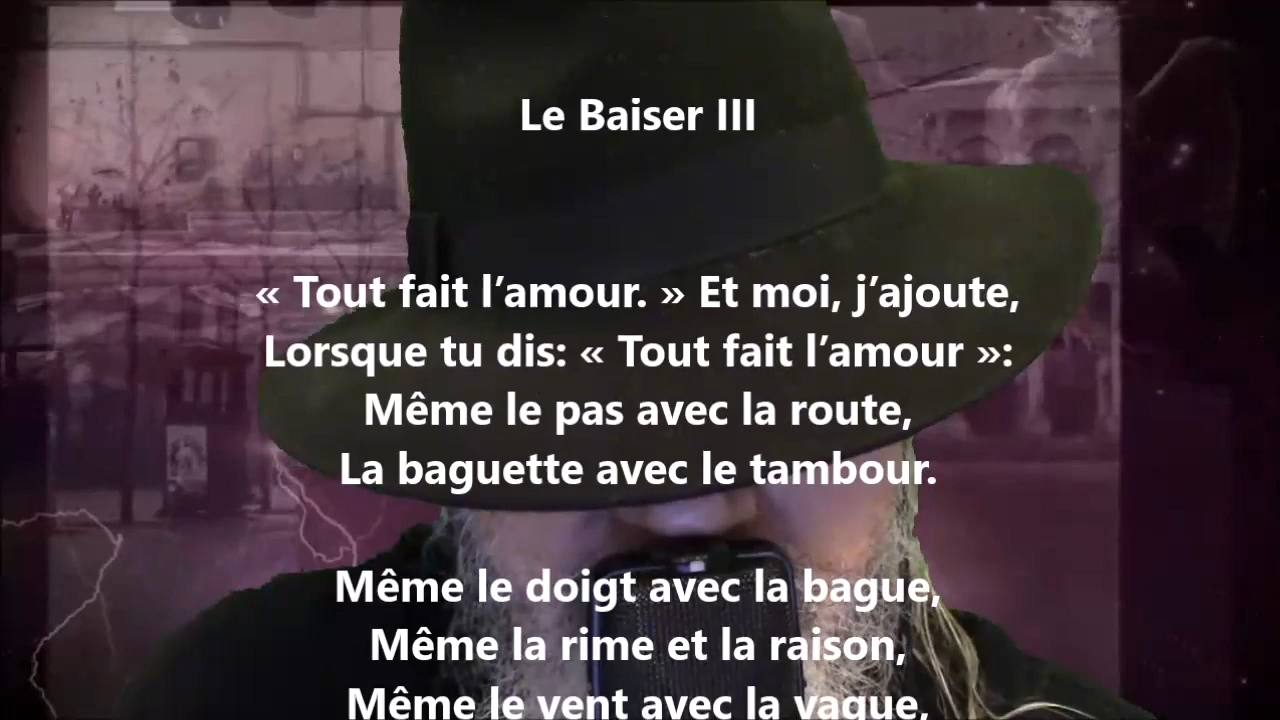 Le Baiser III
« Tout fait l’amour. » Et moi, j’ajoute,
Lorsque tu dis: « Tout fait l’amour »:
Même le pas avec la route,
La baguette avec le tambour.
Même le doigt avec la bague,
Même la rime et la raison,
Même le vent avec la vague,